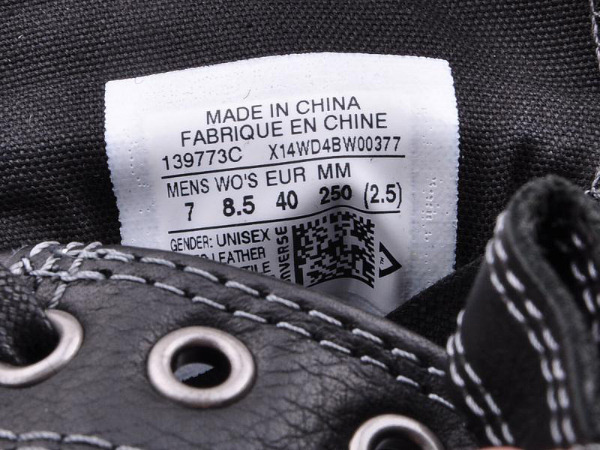 MADE IN CHINA
FABRIQUE EN CHINE
139773C X14WD4BW00377
MENS WO'S EUR MM
7 8.5 40 250 (2.5)
GENDER: UNISEX
LEATHER